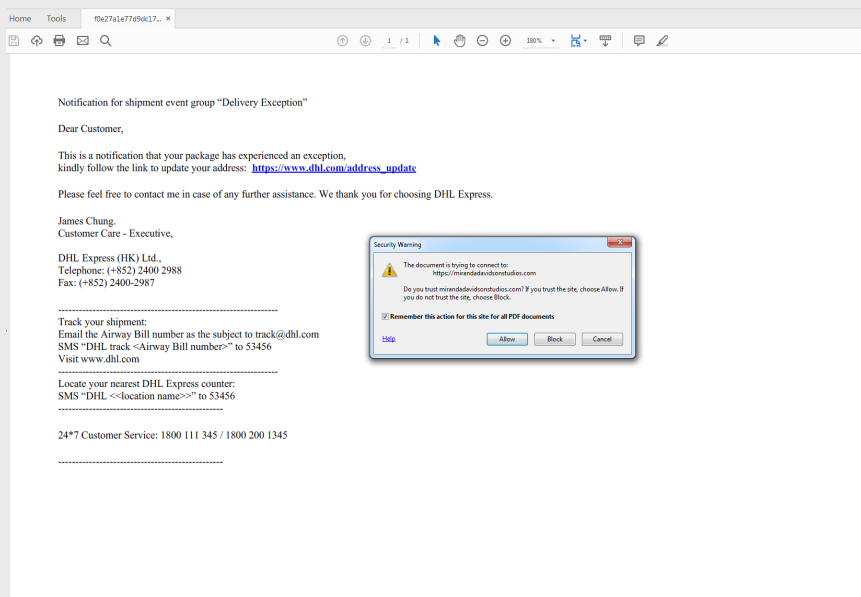 Home Tools f0e27a1e77d9dc17... ×
1 / 1 180%
Notification for shipment event group “Delivery Exception”
Dear Customer,
This is a notification that your package has experienced an exception,
kindly follow the link to update your address: https://www.dhl.com/address_update
Please feel free to contact me in case of any further assistance. We thank you for choosing DHL Express.
James Chung.
Customer Care - Executive,
DHL Express (HK) Ltd.,
Telephone: (+852) 2400 2988
Fax: (+852) 2400-2987
----------------------------------------------------------------
Track your shipment:
Email the Airway Bill number as the subject to track@dhl.com
SMS “DHL track <Airway Bill number>” to 53456
Visit www.dhl.com
----------------------------------------------------------------
Locate your nearest DHL Express counter:
SMS “DHL <<location name>>” to 53456
------------------------------------------------
24*7 Customer Service: 1800 111 345 / 1800 200 1345
------------------------------------------------
Security Warning
The document is trying to connect to:
https://mirandadavidsonstudios.com
Do you trust mirandadavidsonstudios.com? If you trust the site, choose Allow. If
you do not trust the site, choose Block.
Remember this action for this site for all PDF documents
Help Allow Block Cancel